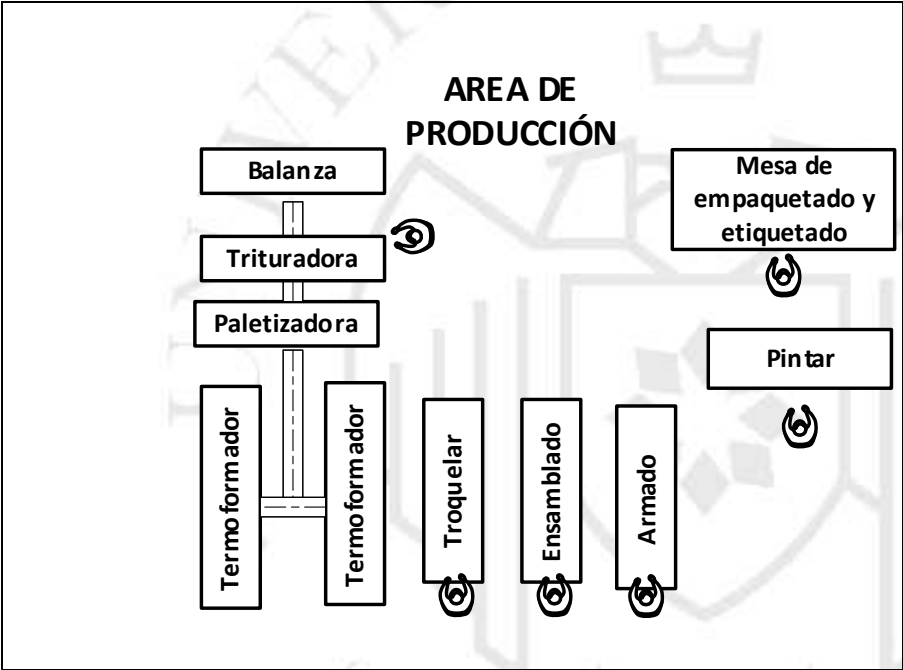 AREA DE
PRODUCCIÓN
Balanza
Trituradora
Paletizadora
Termoformador
Termoformador
Troquelar
Ensamblado
Armado
Mesa de
empaquetado y
etiquetado
Pintar